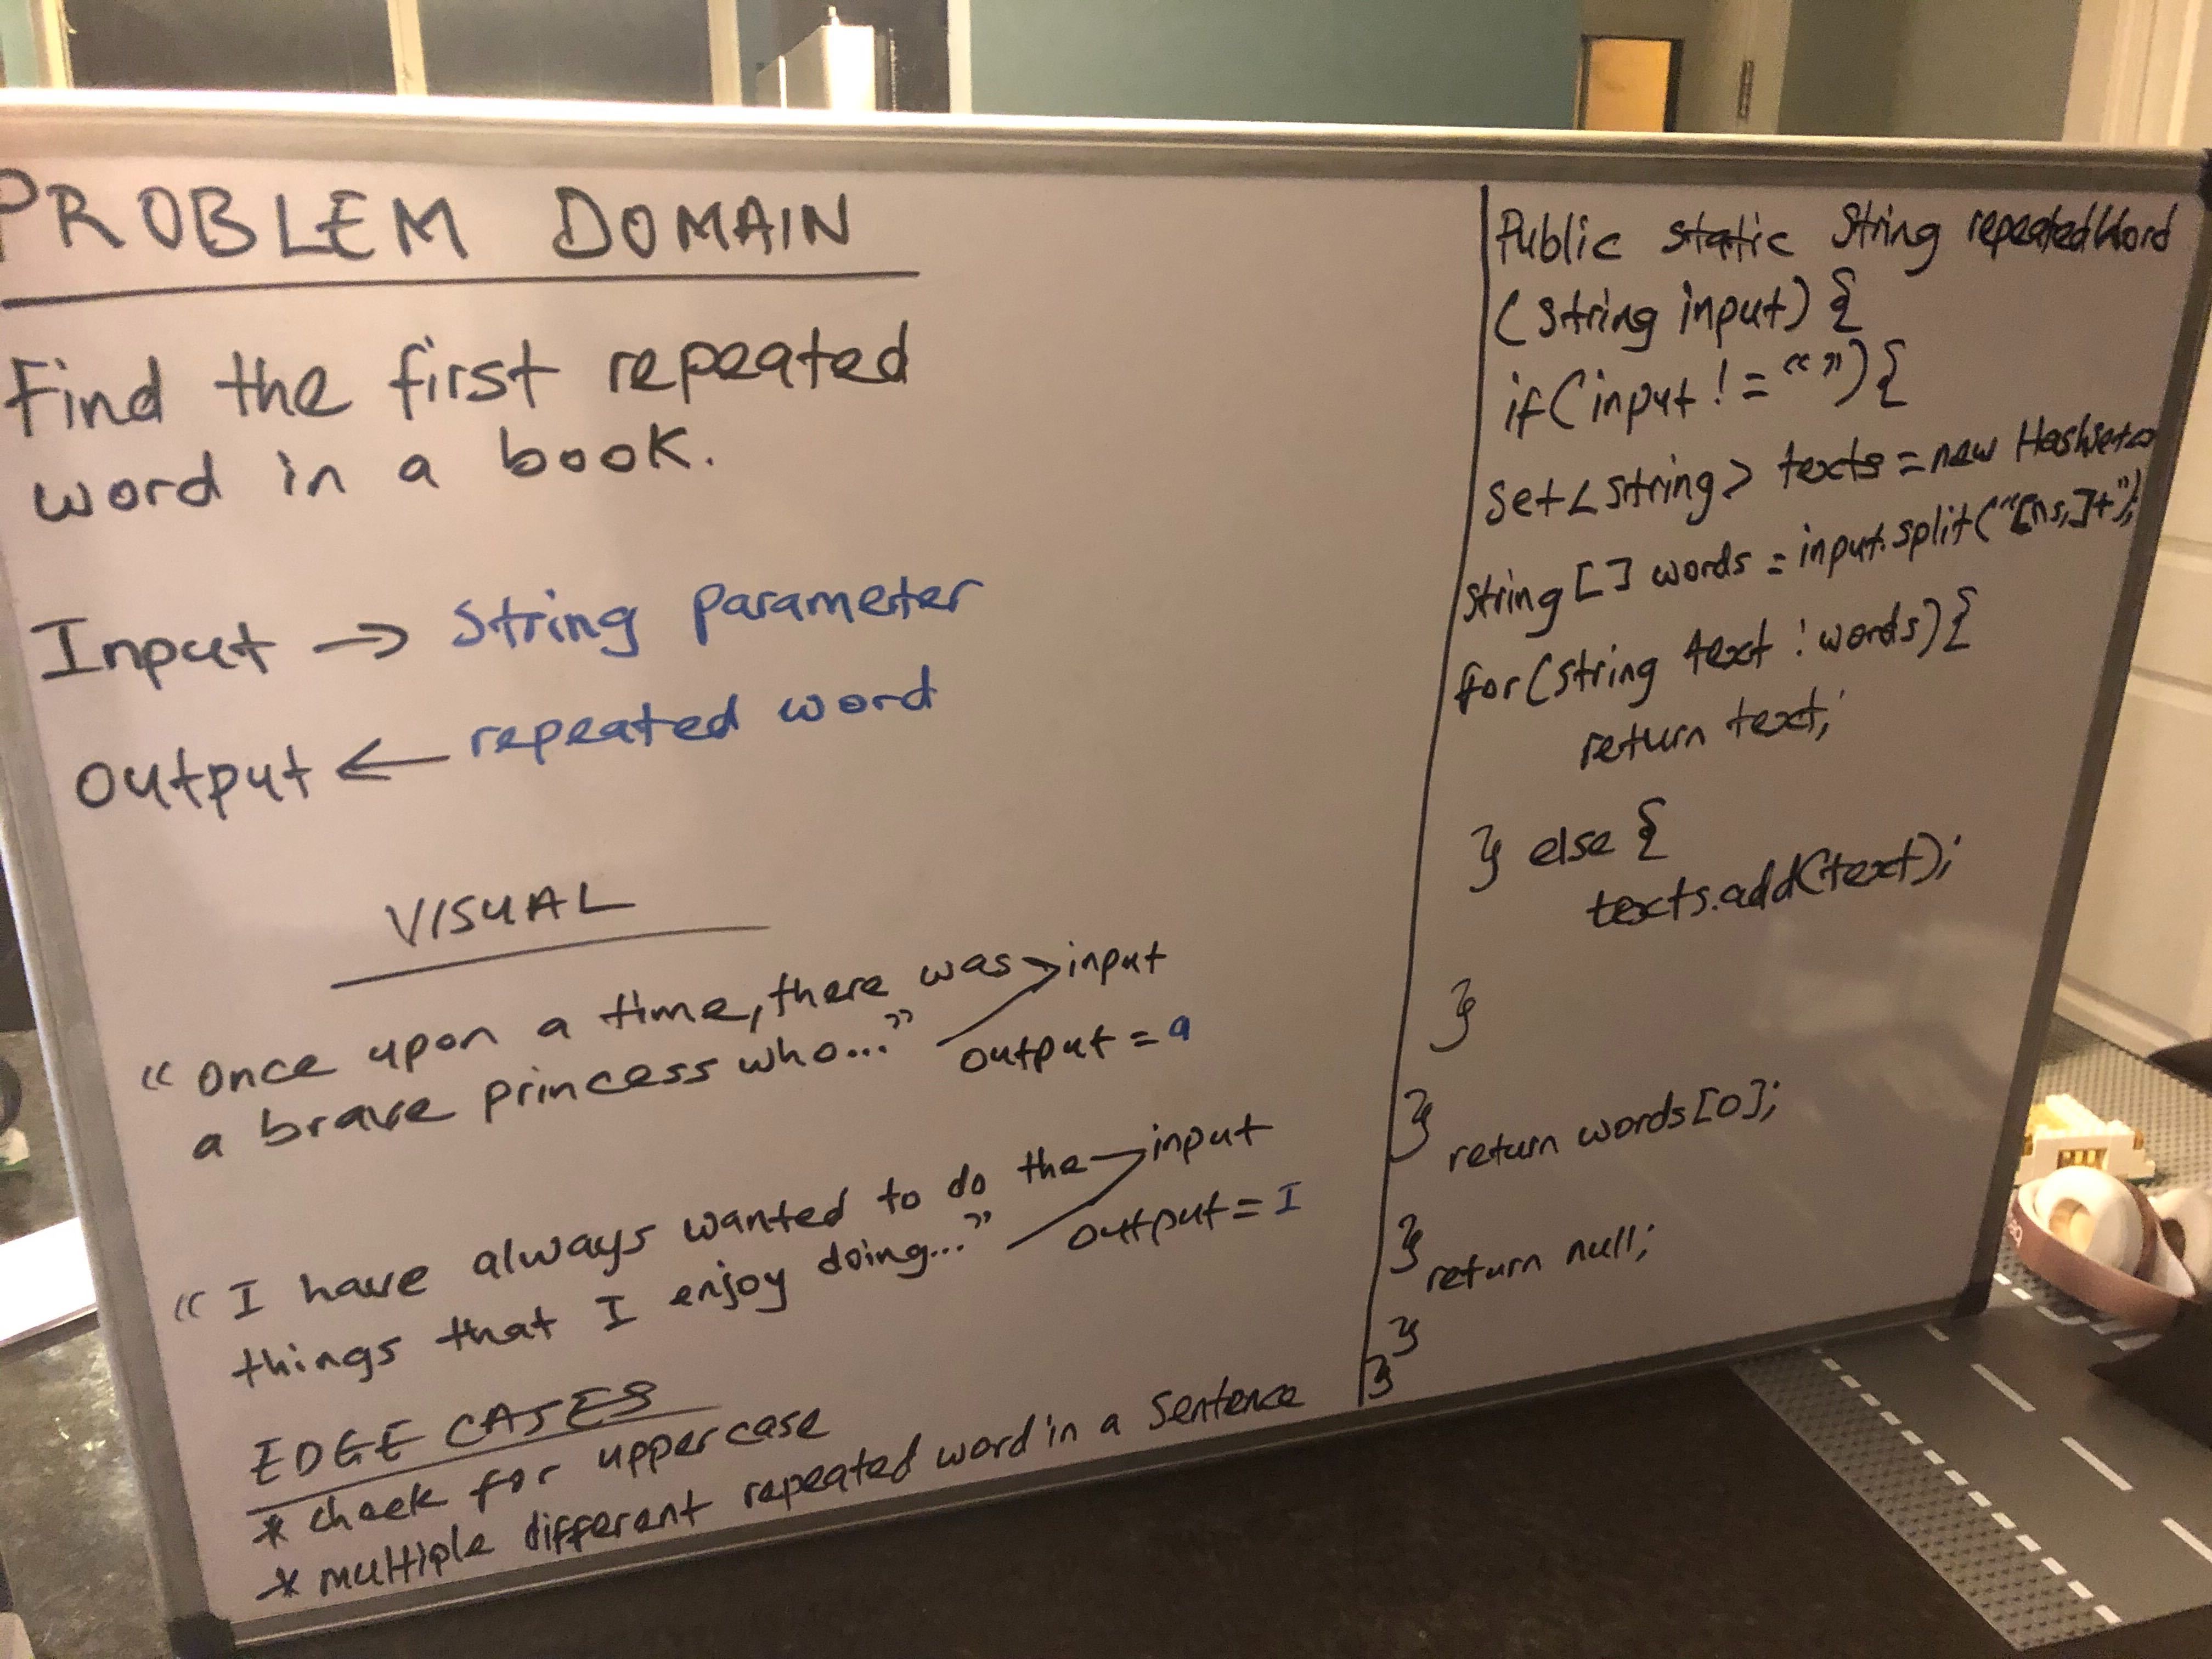 PROBLEM DOMAIN
Find the first repeated
word in a book.
Input → String parameter
output ← repeated word
VISUAL
"Once upon a time, there was > input
a brave princess who..." output = a
"I have always wanted to do the > input
things that I enjoy doing..." output = I
EDGE CASES
* check for uppercase
* multiple different repeated word in a sentence
Public static String repeatedWord
(String input) {
if(input != "") {
Set<String> texts = new HashSet<>
String [] words = input.split("[ns,]+");
for(String text : words) {
return text;
} else {
texts.add(text);
}
}
return words[0];
}
return null;
}
}